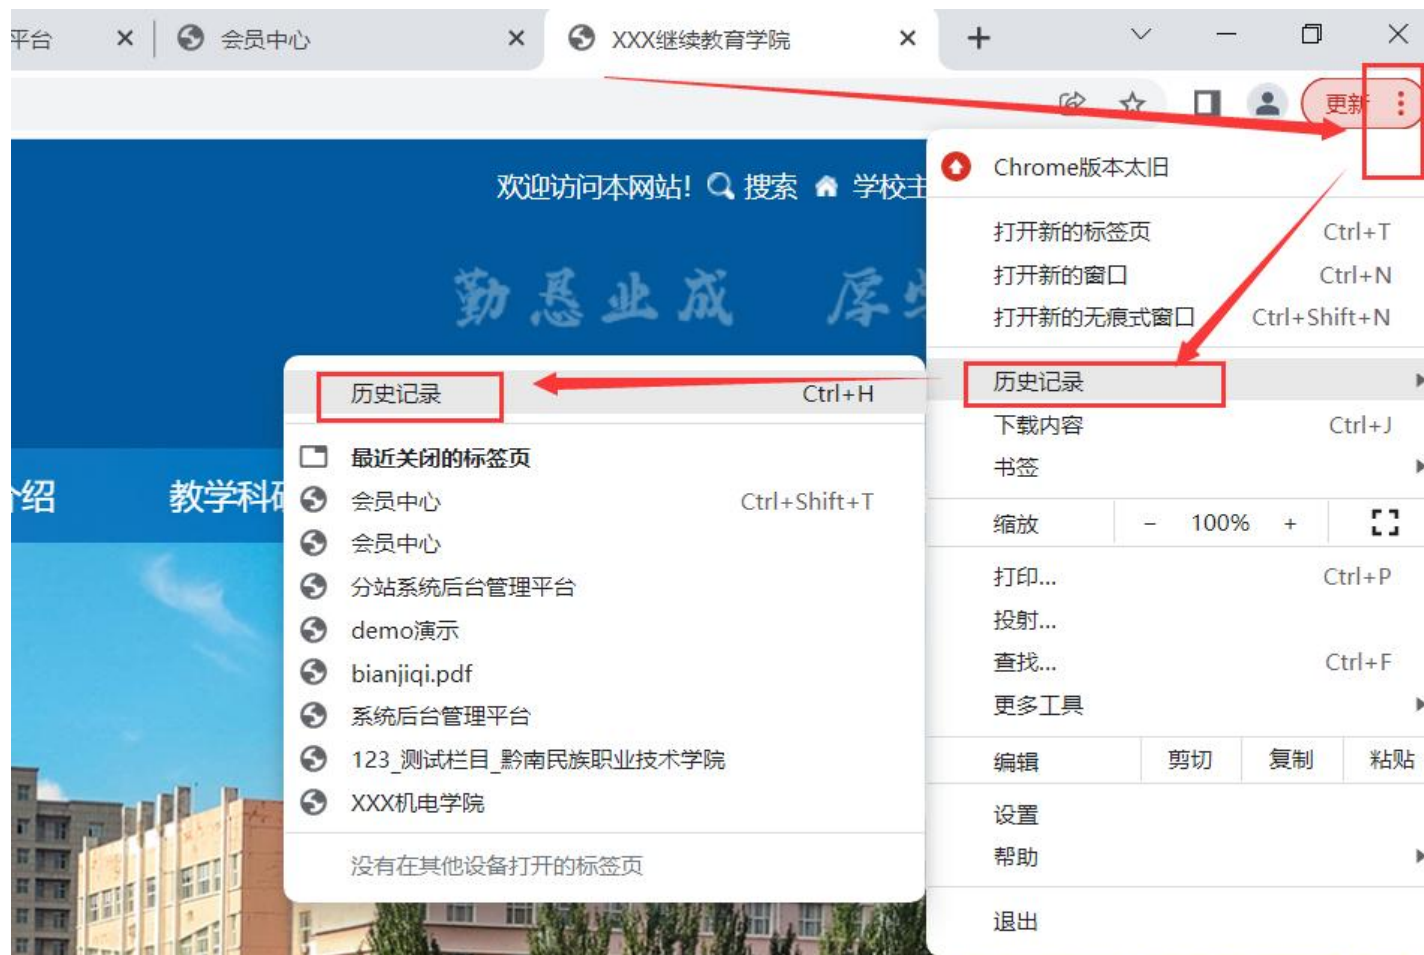 平台
会员中心
XXX继续教育学院
更新
欢迎访问本网站! 搜索 学校主
勤恳业成 厚
介绍 教学科研
Chrome版本太旧
打开新的标签页 Ctrl+T
打开新的窗口 Ctrl+N
打开新的无痕式窗口 Ctrl+Shift+N
历史记录
下载内容 Ctrl+J
书签
缩放 - 100% +
打印... Ctrl+P
投射...
查找... Ctrl+F
更多工具
编辑 剪切 复制 粘贴
设置
帮助
退出
历史记录 Ctrl+H
最近关闭的标签页
会员中心 Ctrl+Shift+T
会员中心
分站系统后台管理平台
demo演示
bianjiqi.pdf
系统后台管理平台
123_测试栏目_黔南民族职业技术学院
XXX机电学院
没有在其他设备打开的标签页